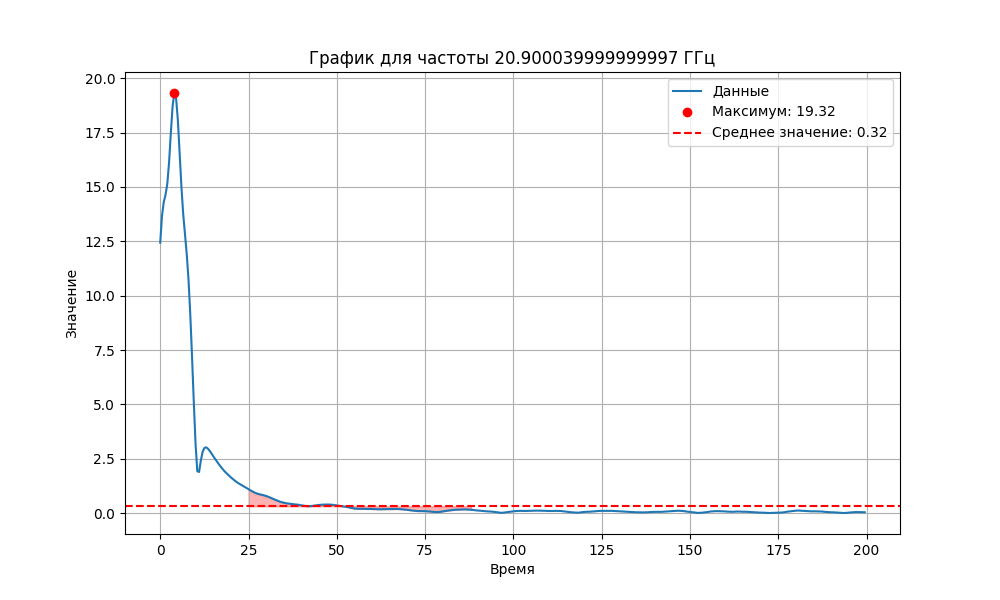 График для частоты 20.900039999999997 ГГц
Данные
Максимум: 19.32
Среднее значение: 0.32
Значение
20.0
17.5
15.0
12.5
10.0
7.5
5.0
2.5
0.0
0 25 50 75 100 125 150 175 200
Время